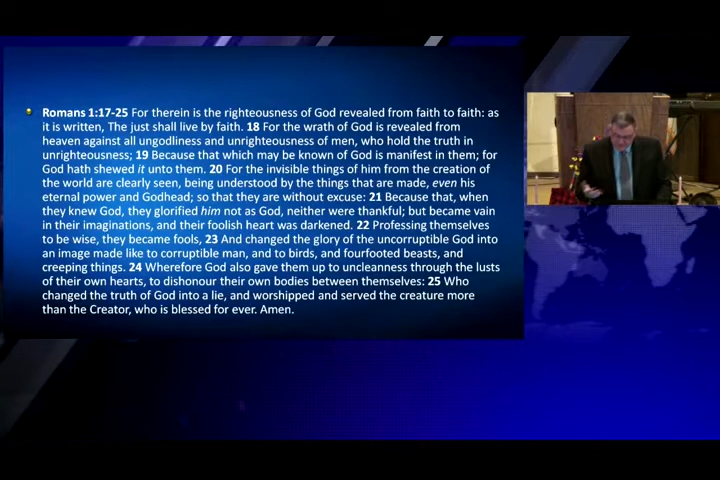 Romans 1:17-25 For therein is the righteousness of God revealed from faith to faith: as
it is written, The just shall live by faith. 18 For the wrath of God is revealed from
heaven against all ungodliness and unrighteousness of men, who hold the truth in
unrighteousness; 19 Because that which may be known of God is manifest in them; for
God hath shewed it unto them. 20 For the invisible things of him from the creation of
the world are clearly seen, being understood by the things that are made, even his
eternal power and Godhead; so that they are without excuse: 21 Because that, when
they knew God, they glorified him not as God, neither were thankful; but became vain
in their imaginations, and their foolish heart was darkened. 22 Professing themselves
to be wise, they became fools, 23 And changed the glory of the uncorruptible God into
an image made like to corruptible man, and to birds, and fourfooted beasts, and
creeping things. 24 Wherefore God also gave them up to uncleanness through the lusts
of their own hearts, to dishonour their own bodies between themselves: 25 Who
changed the truth of God into a lie, and worshipped and served the creature more
than the Creator, who is blessed for ever. Amen.